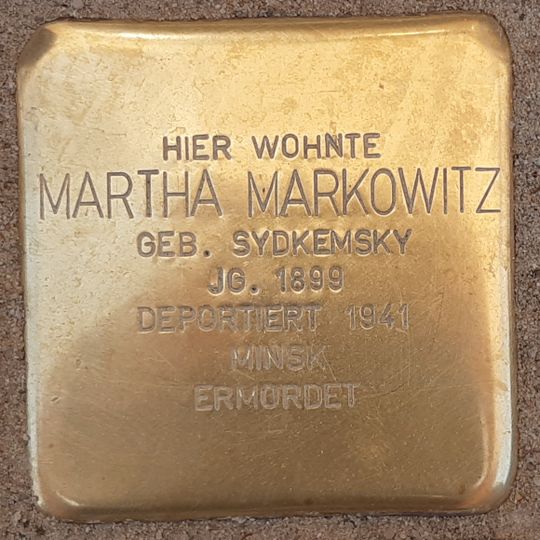 HIER WOHNTE
MARTHA MARKOWITZ
GEB. SYDKEMSKY
JG. 1899
DEPORTIERT 1941
MINSK
ERMORDET